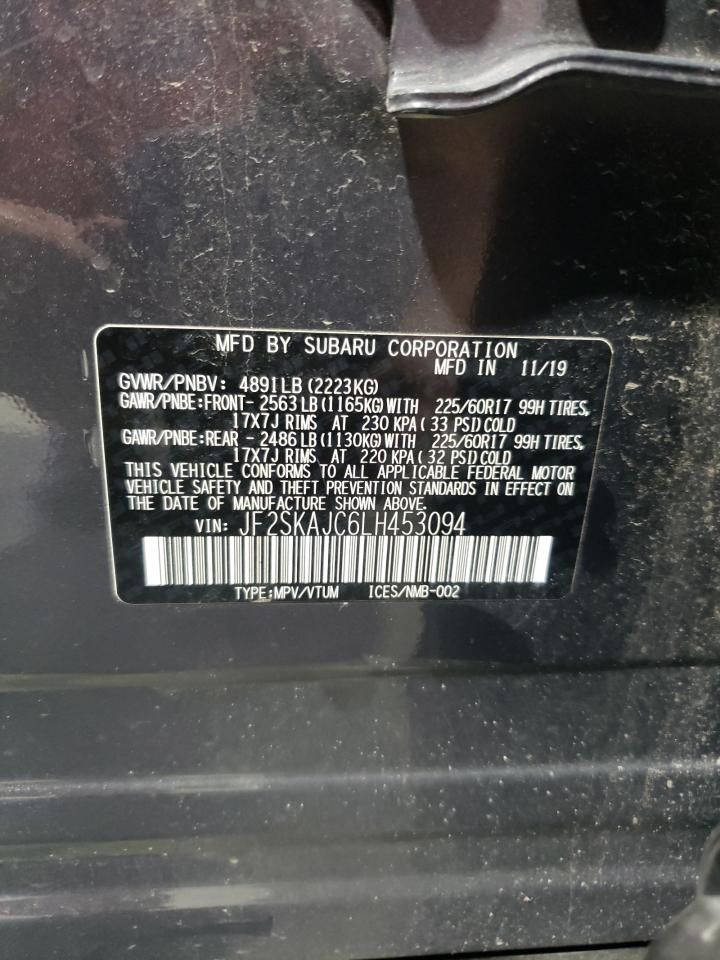 MFD BY SUBARU CORPORATION
MFD IN 11/19
GVWR/PNBV: 4891LB (2223KG)
GAWR/PNBE:FRONT- 2563LB (1165KG) WITH 225/60R17 99H TIRES,
17X7J RIMS AT 230 KPA ( 33 PSI) COLD
GAWR/PNBE:REAR - 2486LB (1130KG) WITH 225/60R17 99H TIRES,
17X7J RIMS AT 220 KPA ( 32 PSI) COLD
THIS VEHICLE CONFORMS TO ALL APPLICABLE FEDERAL MOTOR
VEHICLE SAFETY AND THEFT PREVENTION STANDARDS IN EFFECT
ON THE DATE OF MANUFACTURE SHOWN ABOVE.
VIN: JF2SKAJC6LH453094
TYPE:MPV/VTUM ICES/NMB-002